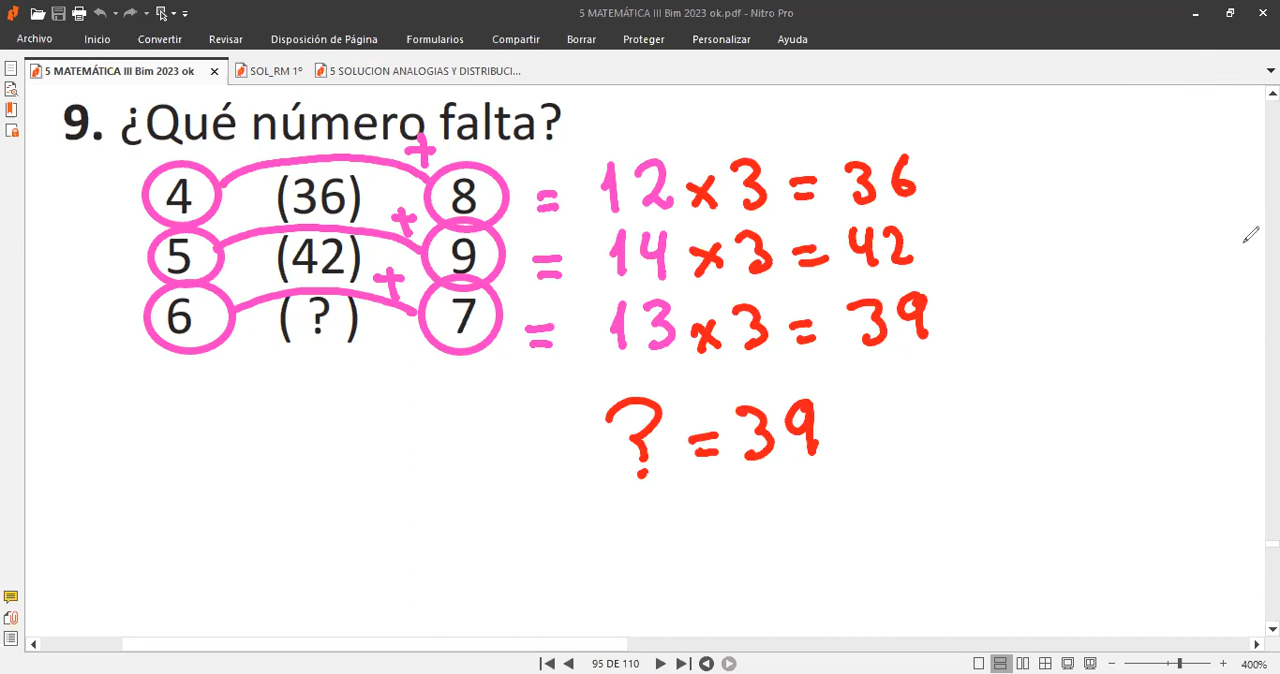 5 MATEMÁTICA III Bim 2023 ok.pdf - Nitro Pro
Archivo Inicio Convertir Revisar Disposición de Página Formularios Compartir Borrar Proteger Personalizar Ayuda
5 MATEMÁTICA III Bim 2023 ok SOL_RM 1º 5 SOLUCION ANALOGIAS Y DISTRIBUCI...
9. ¿Qué número falta?
4 (36) + 8 = 12 x 3 = 36
5 (42) + 9 = 14 x 3 = 42
6 ( ? ) + 7 = 13 x 3 = 39
? = 39
95 DE 110
400%